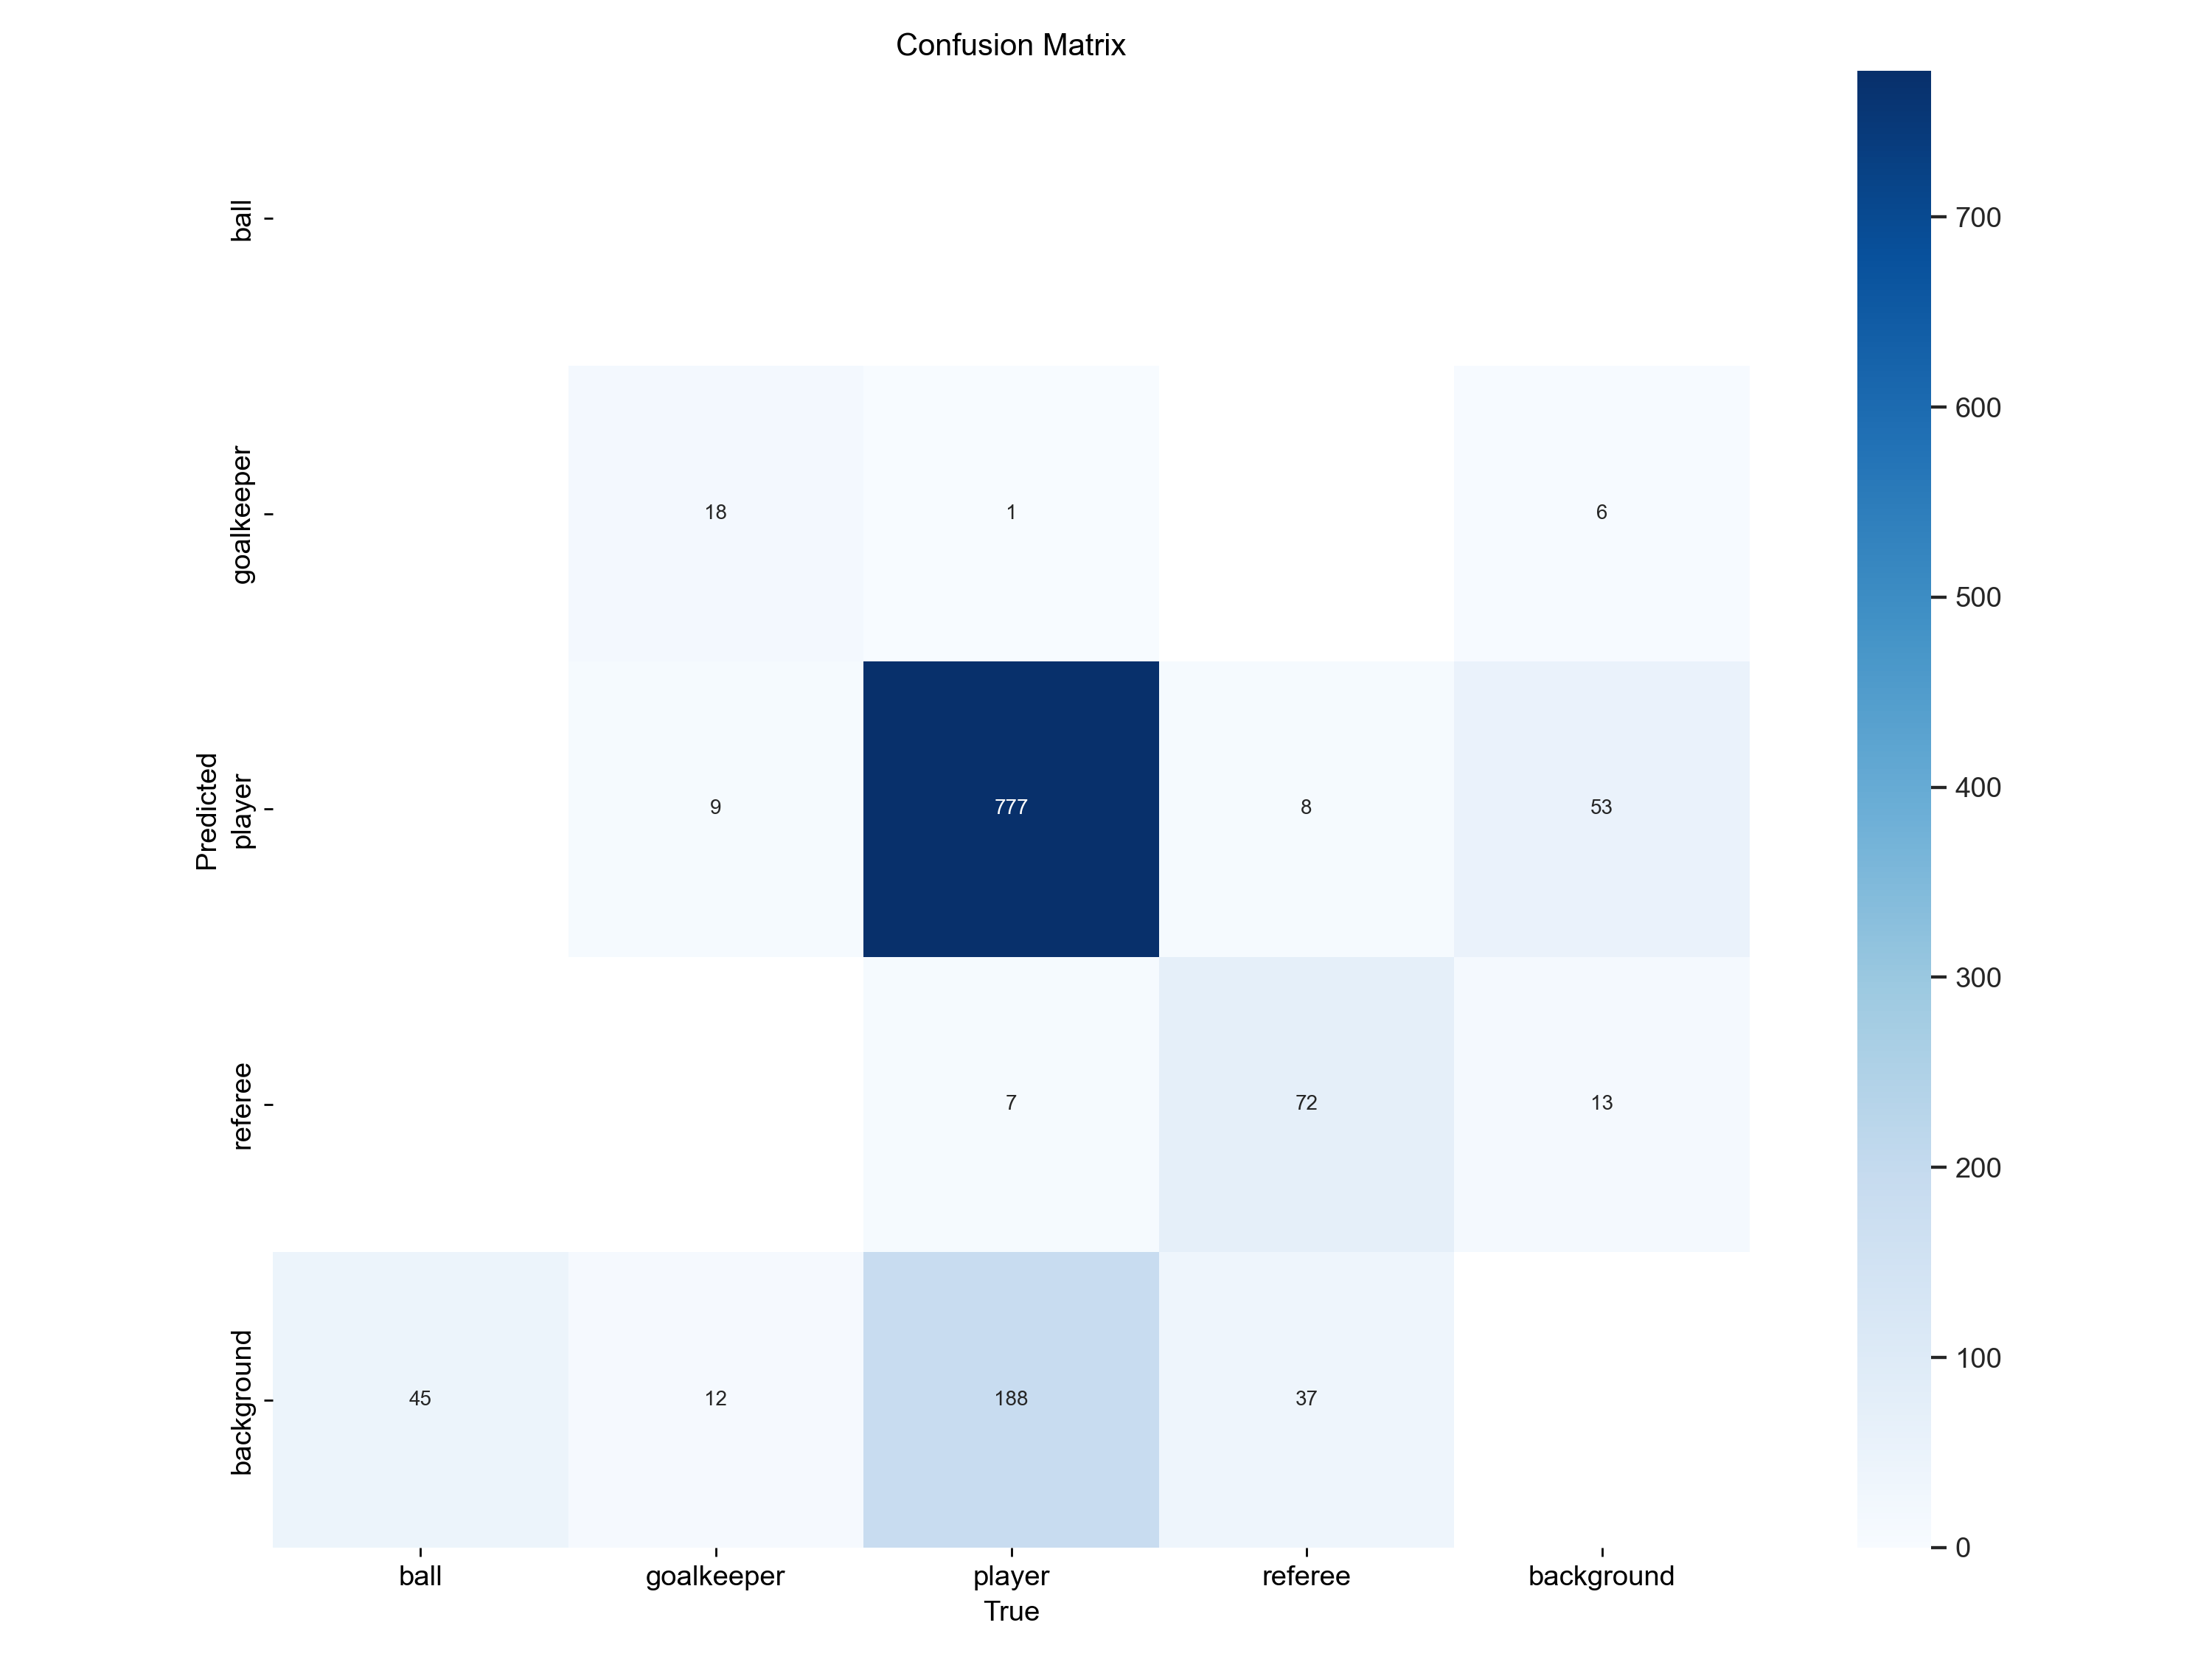 Confusion Matrix
ball
goalkeeper
player
referee
background
Predicted
18 1 6
9 777 8 53
7 72 13
45 12 188 37
ball goalkeeper player referee background
True
700
600
500
400
300
200
100
0